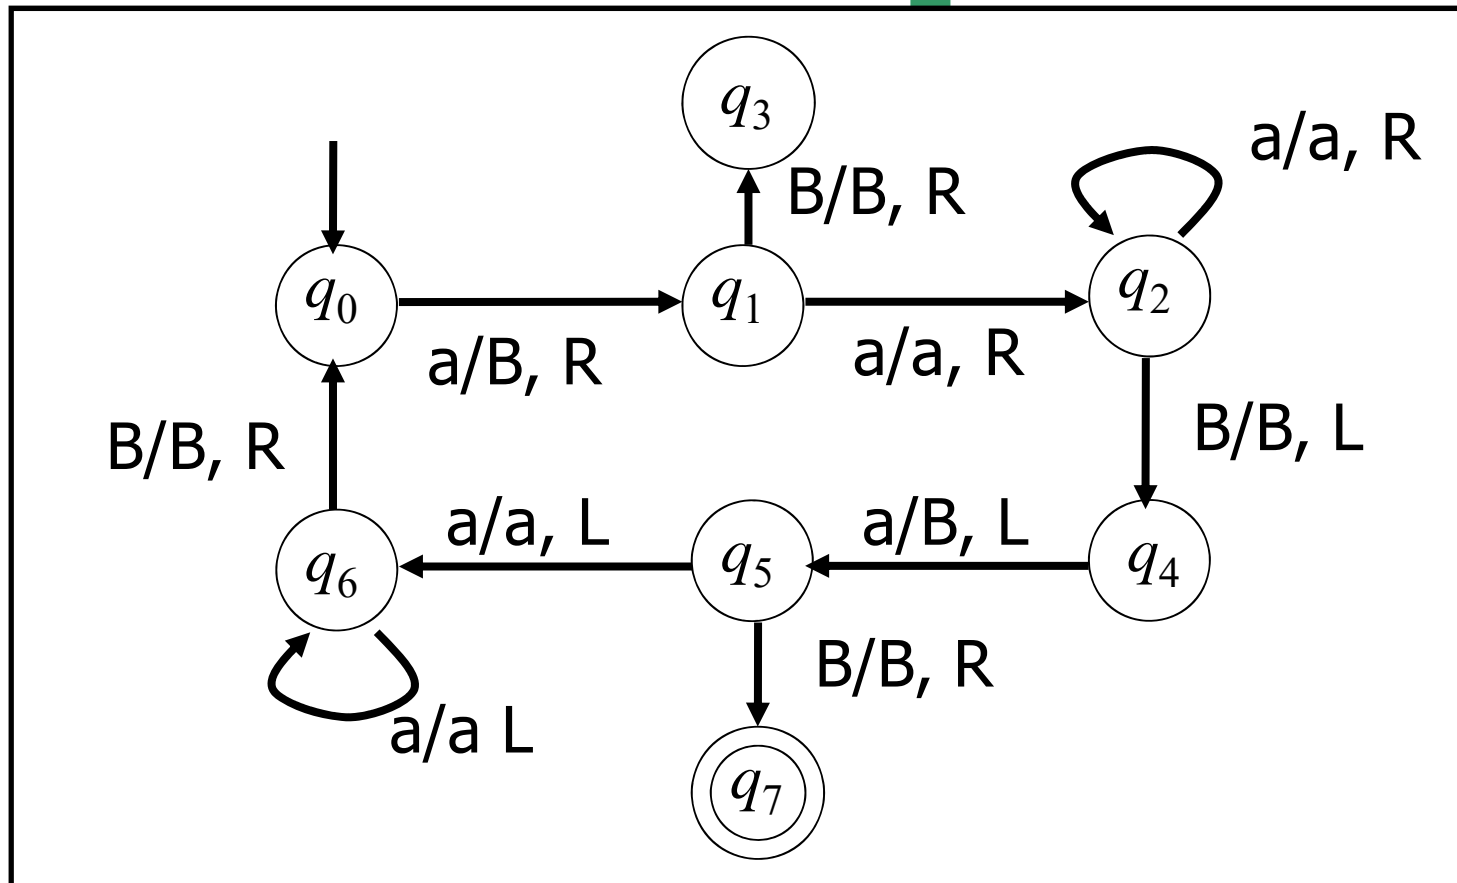 q3
a/a, R
B/B, R
q0
q1
q2
a/B, R
a/a, R
B/B, R
B/B, L
a/a, L
a/B, L
q6
q5
q4
B/B, R
a/a L
q7